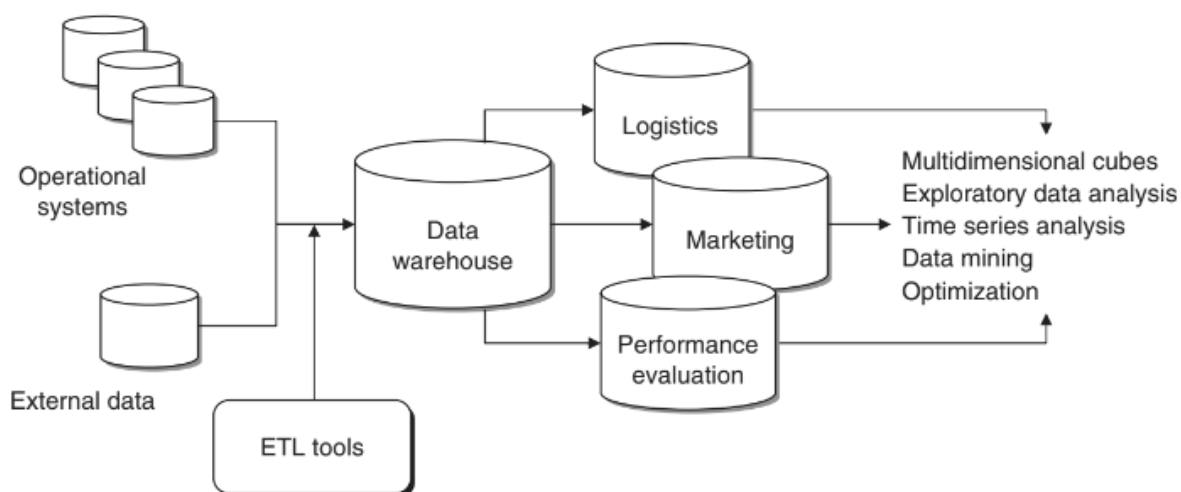 Operational
systems
External data
ETL tools
Data
warehouse
Logistics
Marketing
Performance
evaluation
Multidimensional cubes
Exploratory data analysis
Time series analysis
Data mining
Optimization